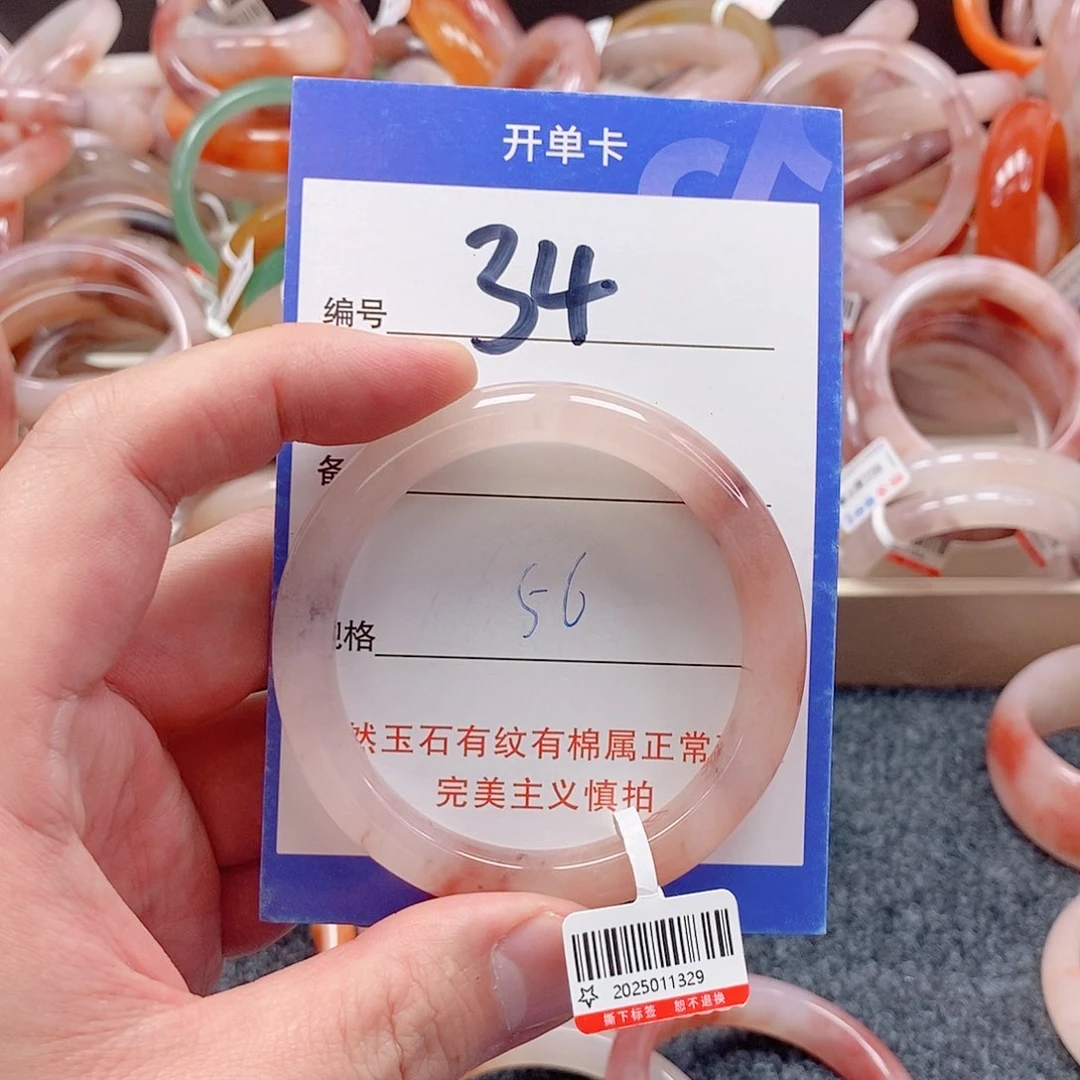 开单卡
编号 34
备
格 56
然玉石有纹有棉属正常
完美主义慎拍
2025011329
撕下标签 恕不退换